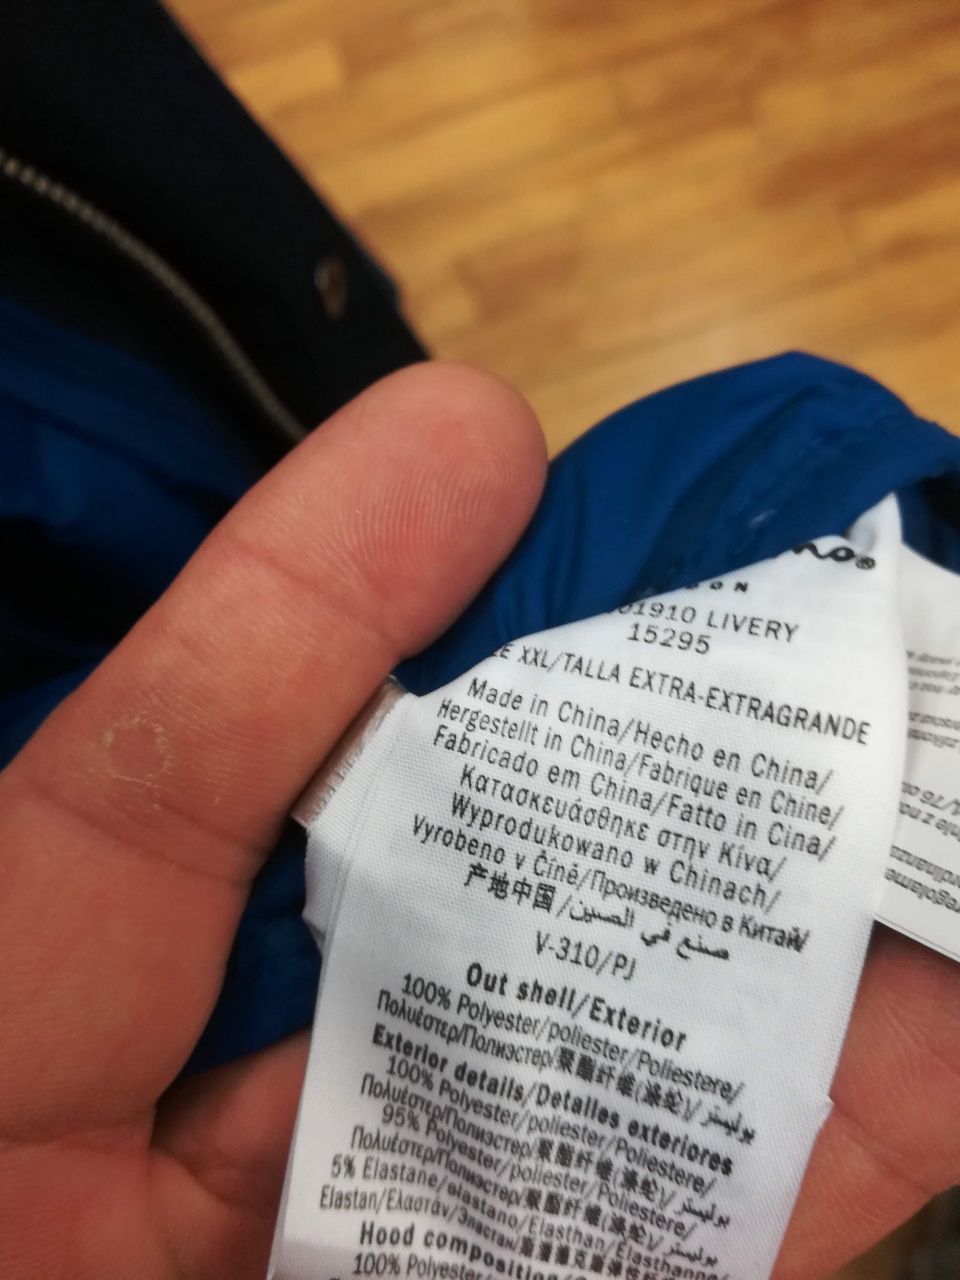 01910 LIVERY
15295
XXL/TALLA EXTRA-EXTRAGRANDE
Made in China/Hecho en China/
Hergestellt in China/Fabrique en Chine/
Fabricado em China/Fatto in Cina/
Κατασκευάσθηκε στην Κίνα/
Wyprodukowano w Chinach/
Vyrobeno v Číně/Произведено в Китай/
产地中国/صنع في الصين
V-310/PJ
Out shell/Exterior
100% Polyester/poliester/Poliestere/
Πολυέστερ/Полиэстер/聚酯纤维(涤纶)/بوليستر
Exterior details/Detalles exteriores
100% Polyester/poliester/Poliestere/
Πολυέστερ/Полиэстер/聚酯纤维(涤纶)/بوليستر
95% Polyester/poliester/Poliestere/
Πολυέστερ/Полиэстер/聚酯纤维(涤纶)/بوليستر
5% Elastane/elastano/Elasthan/Elasthanne/
Elastan/Ελαστάν/Эластан/
Hood composition/
100% Polyester/